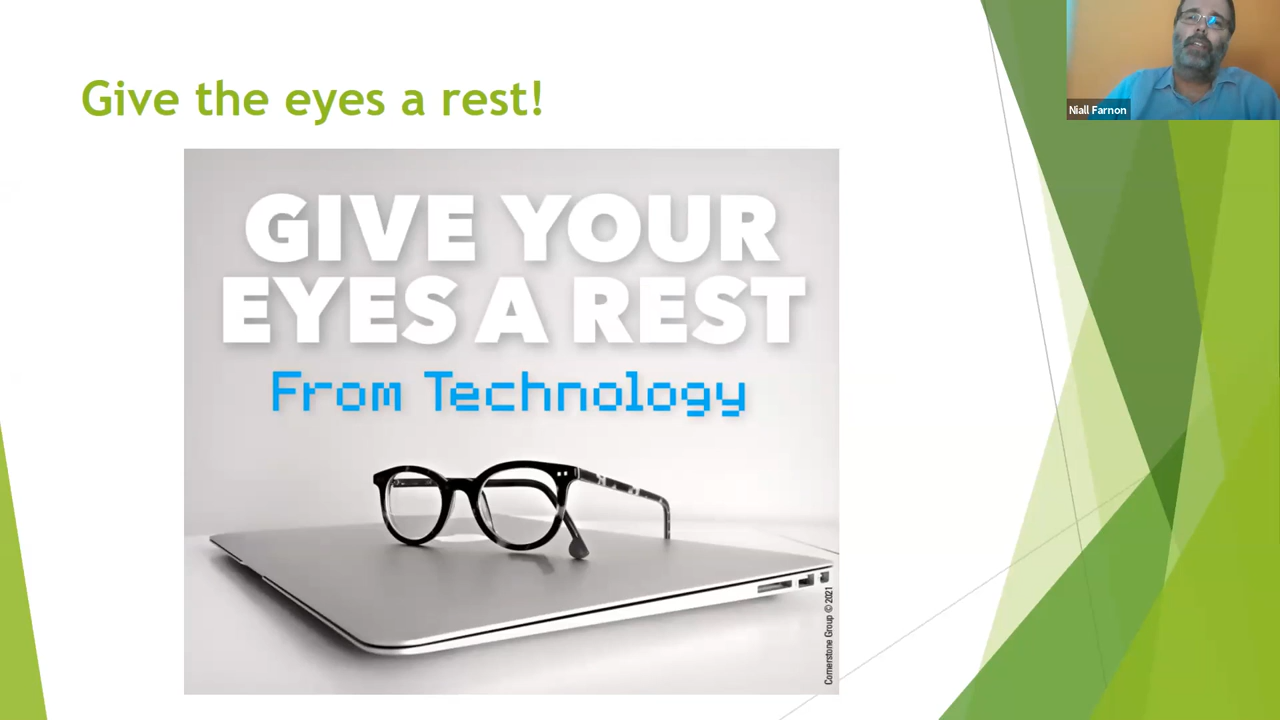 Give the eyes a rest!
GIVE YOUR
EYES A REST
From Technology
Cornerstone Group © 2021
Niall Farnon